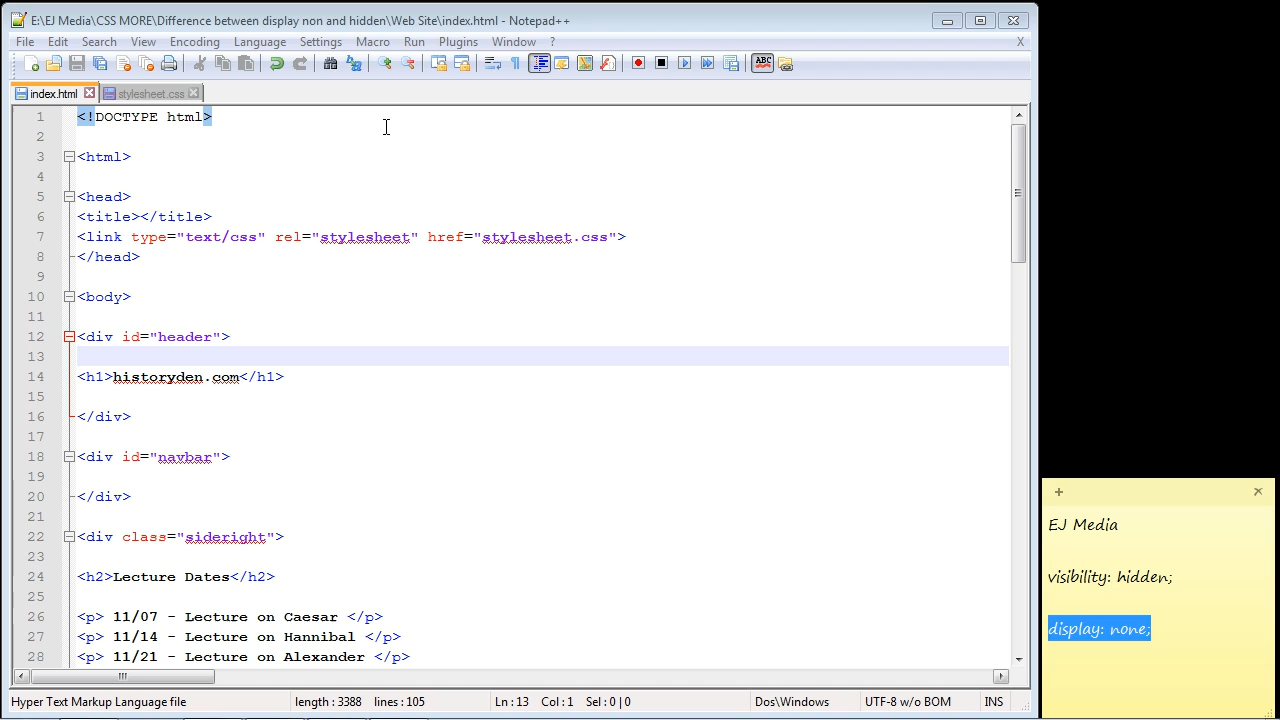 E:\EJ Media\CSS MORE\Difference between display non and hidden\Web Site\index.html - Notepad++
File Edit Search View Encoding Language Settings Macro Run Plugins Window ? X
ABC
index.html stylesheet.css
1 <!DOCTYPE html>
2
3 <html>
4
5 <head>
6 <title></title>
7 <link type="text/css" rel="stylesheet" href="stylesheet.css">
8 </head>
9
10 <body>
11
12 <div id="header">
13
14 <h1>historyden.com</h1>
15
16 </div>
17
18 <div id="navbar">
19
20 </div>
21
22 <div class="sideright">
23
24 <h2>Lecture Dates</h2>
25
26 <p> 11/07 - Lecture on Caesar </p>
27 <p> 11/14 - Lecture on Hannibal </p>
28 <p> 11/21 - Lecture on Alexander </p>
Hyper Text Markup Language file length : 3388 lines : 105 Ln : 13 Col : 1 Sel : 0 | 0 Dos\Windows UTF-8 w/o BOM INS
EJ Media
visibility: hidden;
display: none;